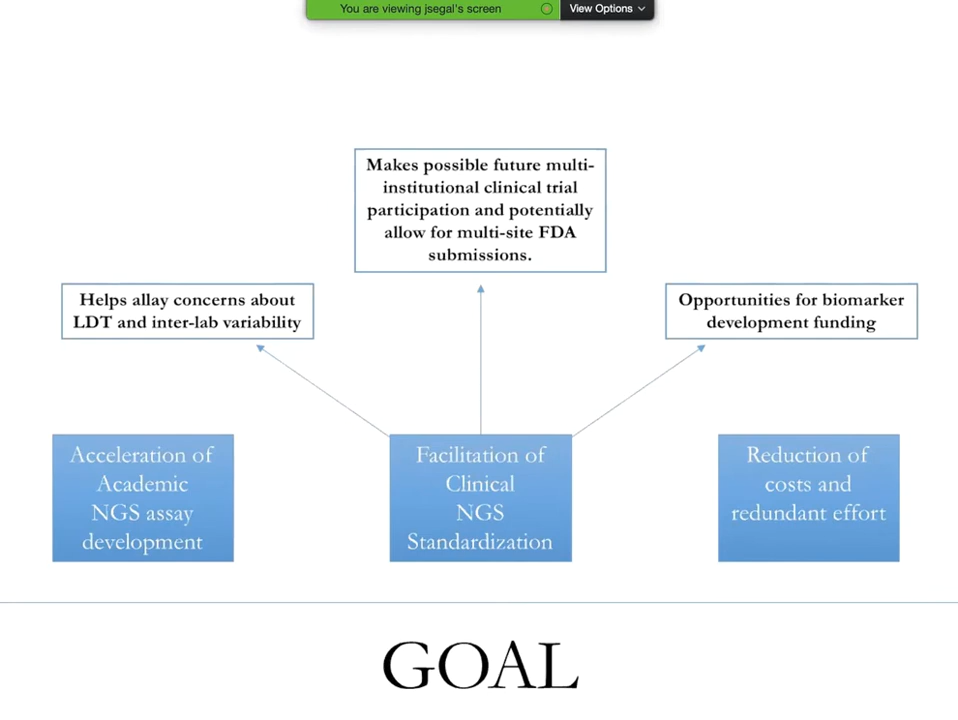 You are viewing jsegal's screen
View Options
Makes possible future multi-
institutional clinical trial
participation and potentially
allow for multi-site FDA
submissions.
Helps allay concerns about
LDT and inter-lab variability
Opportunities for biomarker
development funding
Acceleration of
Academic
NGS assay
development
Facilitation of
Clinical
NGS
Standardization
Reduction of
costs and
redundant effort
GOAL